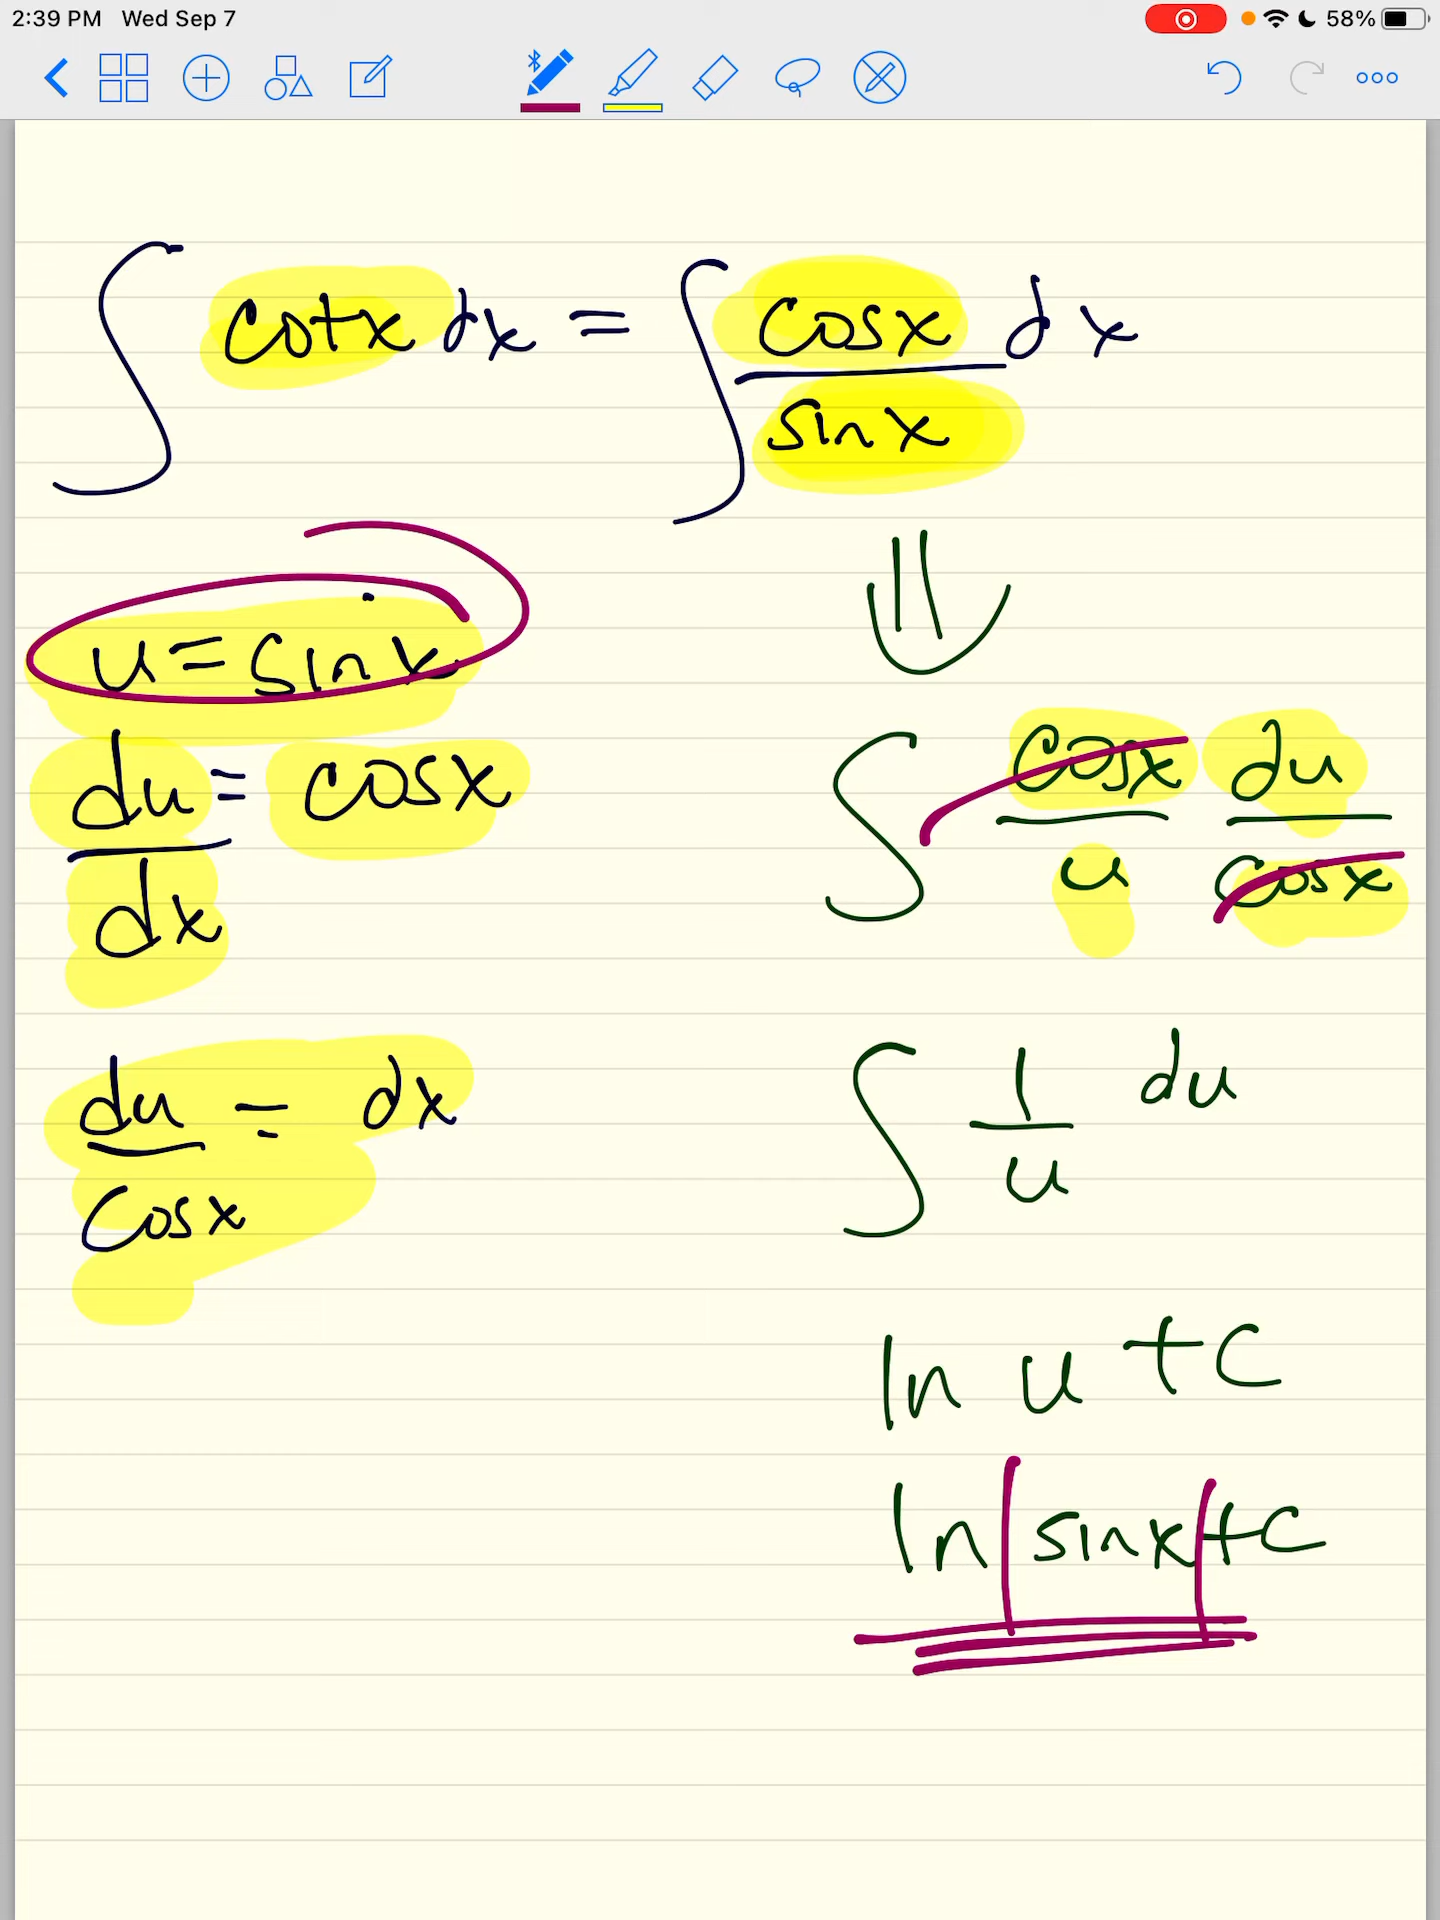 2:39 PM Wed Sep 7 58%
∫ cotx dx = ∫ cosx/sinx dx
u = sinx
du/dx = cosx
∫ cosx/u du/cosx
du/cosx = dx
∫ 1/u du
ln u + C
ln |sinx| + C